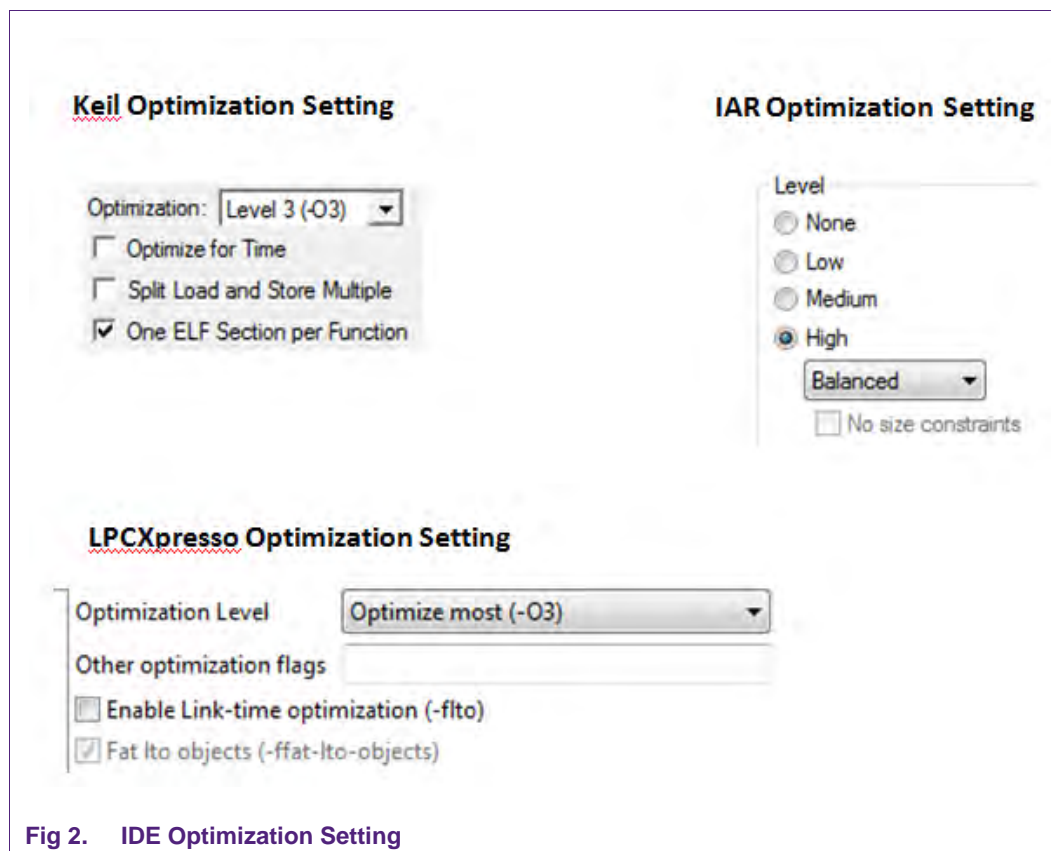 Keil Optimization Setting
Optimization: Level 3 (-O3)
Optimize for Time
Split Load and Store Multiple
One ELF Section per Function
IAR Optimization Setting
Level
None
Low
Medium
High
Balanced
No size constraints
LPCXpresso Optimization Setting
Optimization Level Optimize most (-O3)
Other optimization flags
Enable Link-time optimization (-flto)
Fat lto objects (-ffat-lto-objects)
Fig 2. IDE Optimization Setting